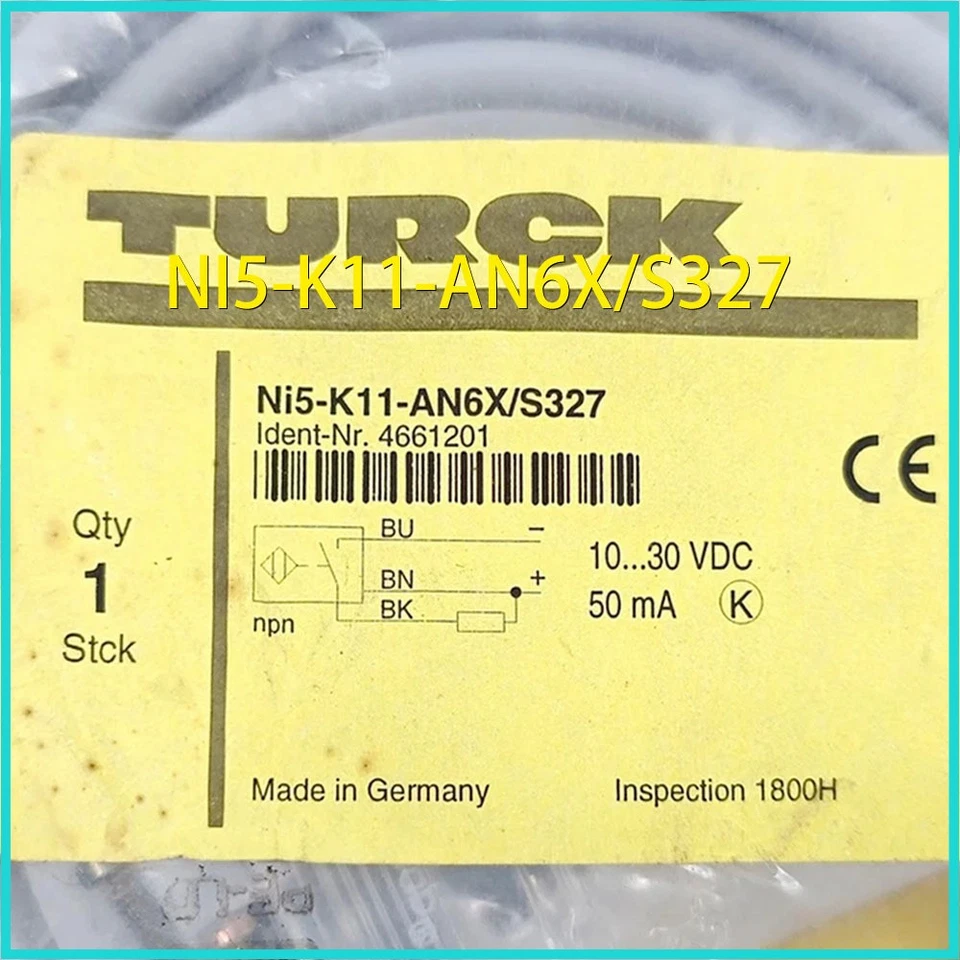 TURCK
NI5-K11-AN6X/S327
Ni5-K11-AN6X/S327
Ident-Nr. 4661201
CE
Qty
1
Stck
BU −
BN +
BK
npn
10...30 VDC
50 mA K
Made in Germany
Inspection 1800H